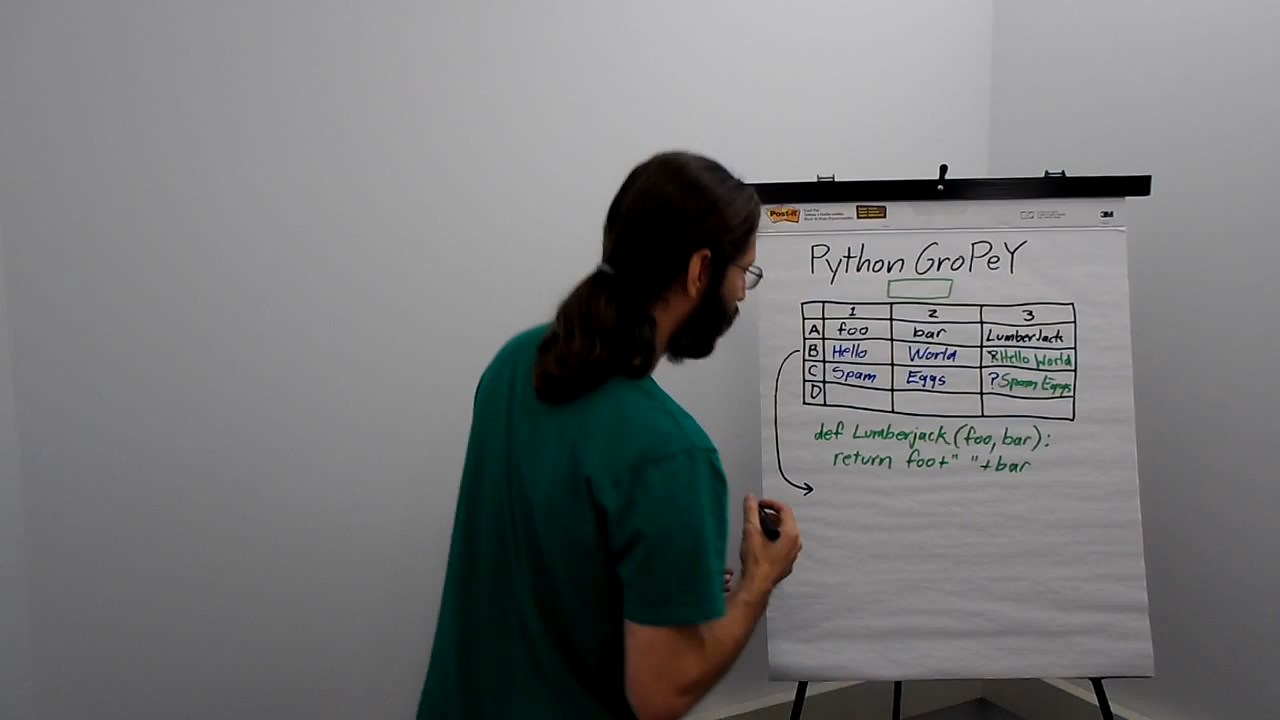 Post-it
3M
Python GroPeY
1 2 3
A foo bar LumberJack
B Hello World ?Hello World
C Spam Eggs ?Spam Eggs
D
def Lumberjack(foo, bar):
return foo+" "+bar